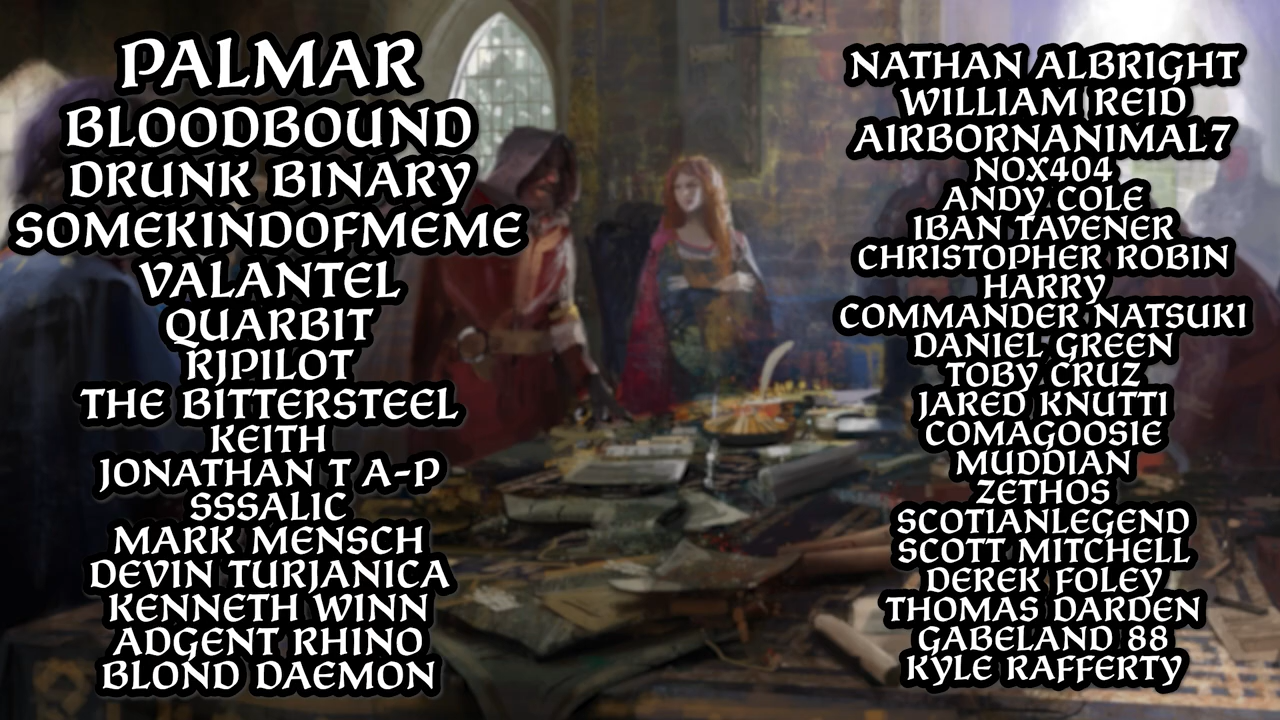 PALMAR
BLOODBOUND
DRUNK BINARY
SOMEKINDOFMEME
VALANTEL
QUARBIT
RJPILOT
THE BITTERSTEEL
KEITH
JONATHAN T A-P
SSSALIC
MARK MENSCH
DEVIN TURJANICA
KENNETH WINN
ADGENT RHINO
BLOND DAEMON
NATHAN ALBRIGHT
WILLIAM REID
AIRBORNANIMAL7
NOX404
ANDY COLE
IBAN TAVENER
CHRISTOPHER ROBIN
HARRY
COMMANDER NATSUKI
DANIEL GREEN
TOBY CRUZ
JARED KNUTTI
COMAGOOSIE
MUDDIAN
ZETHOS
SCOTIANLEGEND
SCOTT MITCHELL
DEREK FOLEY
THOMAS DARDEN
GABELAND 88
KYLE RAFFERTY